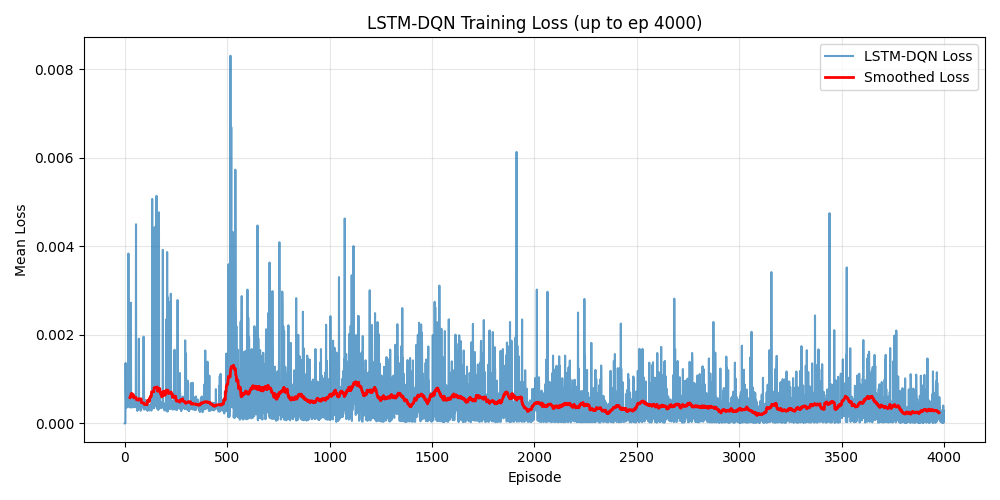 LSTM-DQN Training Loss (up to ep 4000)
LSTM-DQN Loss
Smoothed Loss
Mean Loss
0.008
0.006
0.004
0.002
0.000
0 500 1000 1500 2000 2500 3000 3500 4000
Episode